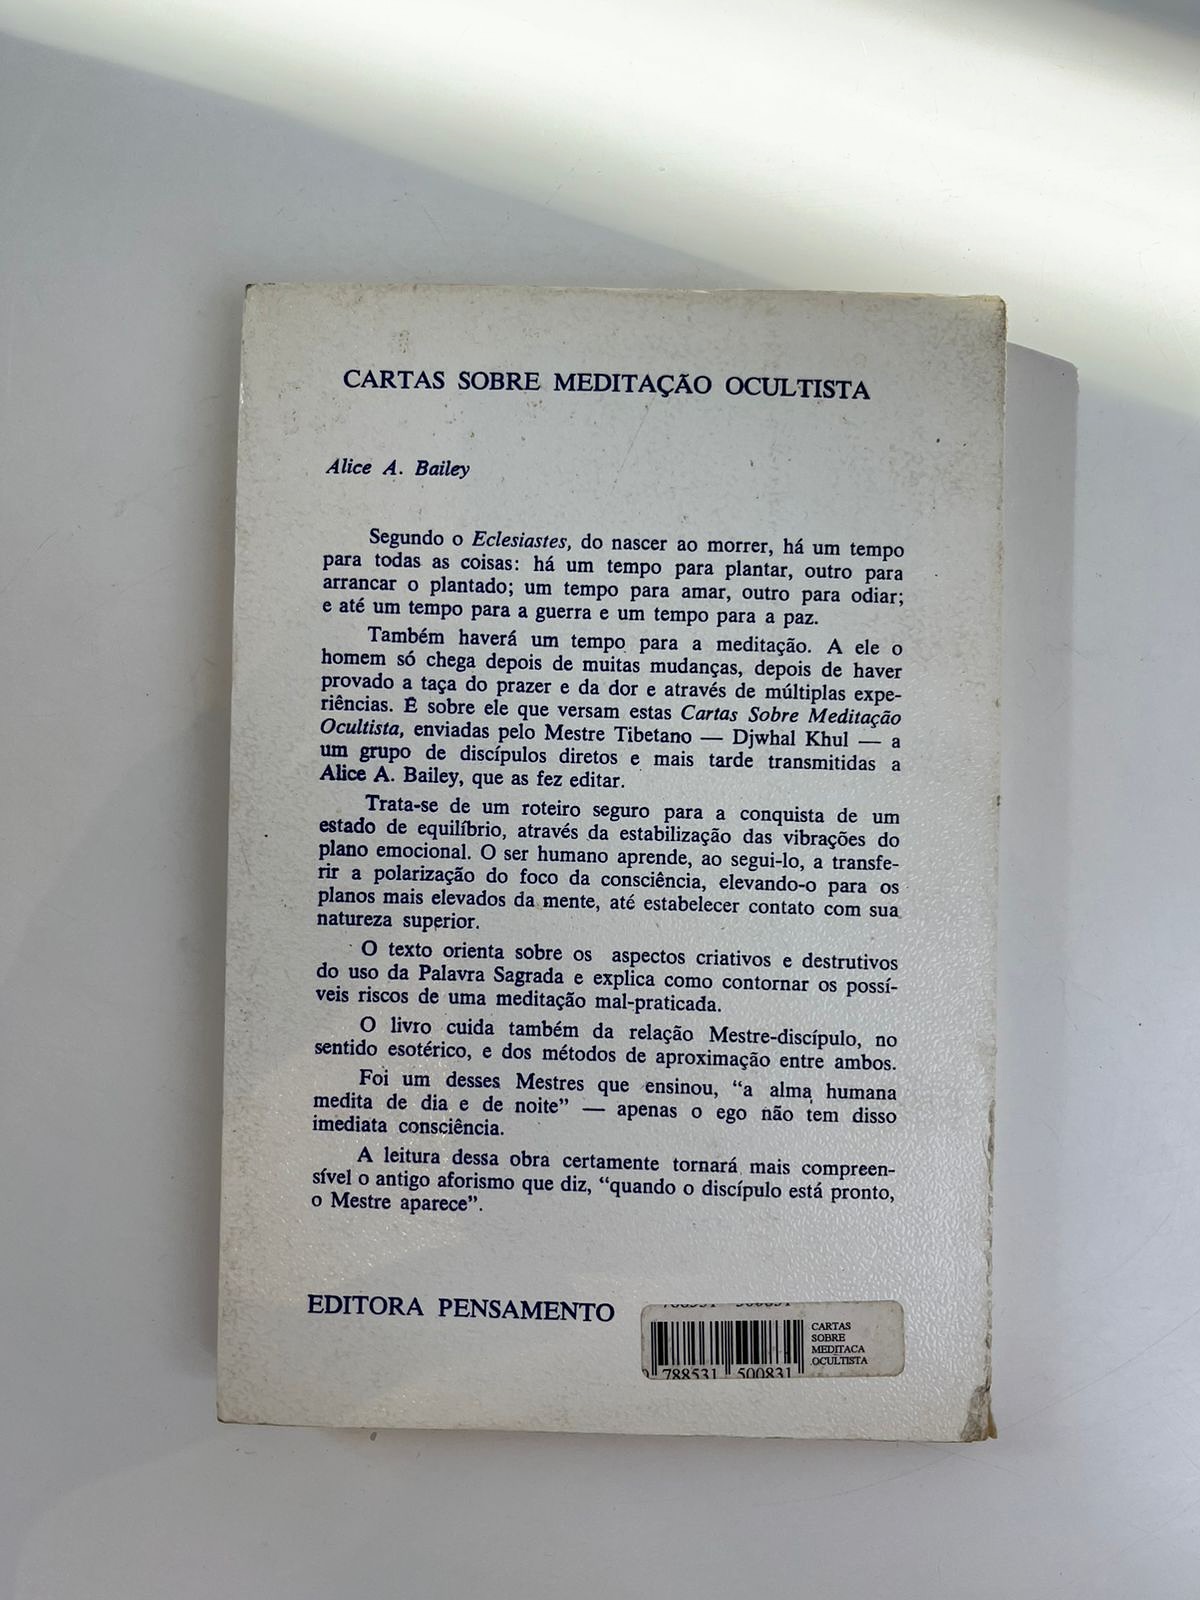 CARTAS SOBRE MEDITAÇÃO OCULTISTA
Alice A. Bailey
Segundo o Eclesiastes, do nascer ao morrer, há um tempo
para todas as coisas: há um tempo para plantar, outro para
arrancar o plantado; um tempo para amar, outro para odiar;
e até um tempo para a guerra e um tempo para a paz.
Também haverá um tempo para a meditação. A ele o
homem só chega depois de muitas mudanças, depois de haver
provado a taça do prazer e da dor e através de múltiplas expe-
riências. É sobre ele que versam estas Cartas Sobre Meditação
Ocultista, enviadas pelo Mestre Tibetano — Djwhal Khul — a
um grupo de discípulos diretos e mais tarde transmitidas a
Alice A. Bailey, que as fez editar.
Trata-se de um roteiro seguro para a conquista de um
estado de equilíbrio, através da estabilização das vibrações do
plano emocional. O ser humano aprende, ao segui-lo, a transfe-
rir a polarização do foco da consciência, elevando-o para os
planos mais elevados da mente, até estabelecer contato com sua
natureza superior.
O texto orienta sobre os aspectos criativos e destrutivos
do uso da Palavra Sagrada e explica como contornar os possí-
veis riscos de uma meditação mal-praticada.
O livro cuida também da relação Mestre-discípulo, no
sentido esotérico, e dos métodos de aproximação entre ambos.
Foi um desses Mestres que ensinou, “a alma humana
medita de dia e de noite” — apenas o ego não tem disso
imediata consciência.
A leitura dessa obra certamente tornará mais compreen-
sível o antigo aforismo que diz, “quando o discípulo está pronto,
o Mestre aparece”.
EDITORA PENSAMENTO
CARTAS
SOBRE
MEDITACA
OCULTISTA
788531 500831